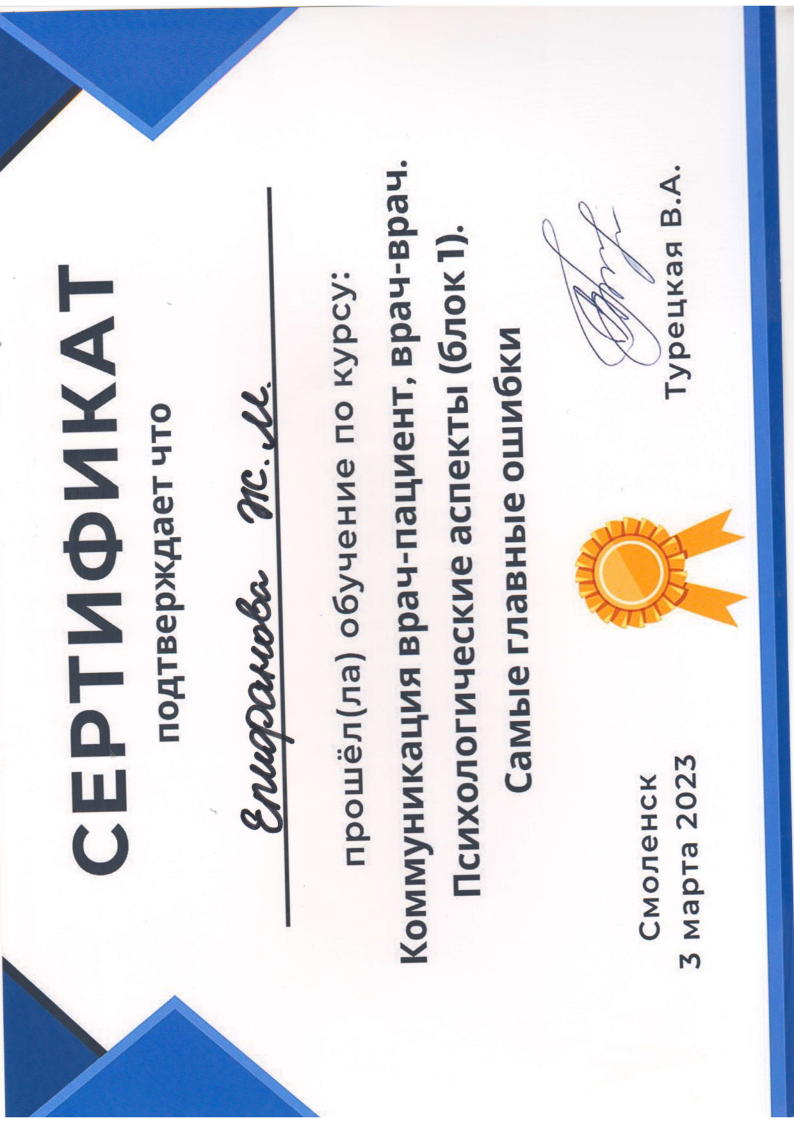 СЕРТИФИКАТ
подтверждает что
Епифанова Ж.М.
прошёл(ла) обучение по курсу:
Коммуникация врач-пациент, врач-врач.
Психологические аспекты (блок 1).
Самые главные ошибки
Смоленск
3 марта 2023
Турецкая В.А.